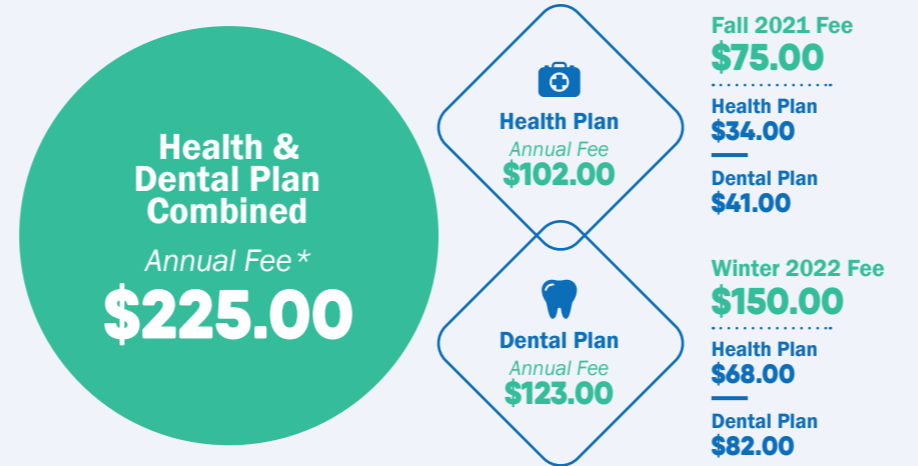 Health &
Dental Plan
Combined
Annual Fee*
$225.00
Health Plan
Annual Fee
$102.00
Dental Plan
Annual Fee
$123.00
Fall 2021 Fee
$75.00
Health Plan
$34.00
Dental Plan
$41.00
Winter 2022 Fee
$150.00
Health Plan
$68.00
Dental Plan
$82.00